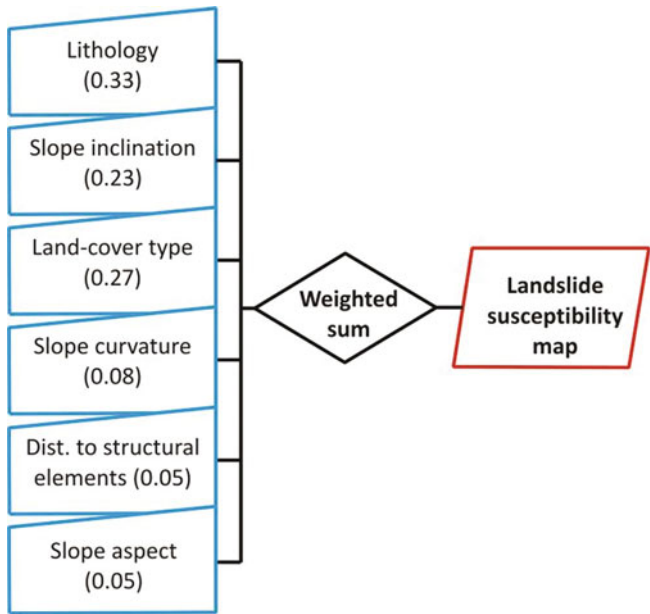 Lithology
(0.33)
Slope inclination
(0.23)
Land-cover type
(0.27)
Slope curvature
(0.08)
Dist. to structural
elements (0.05)
Slope aspect
(0.05)
Weighted
sum
Landslide
susceptibility
map